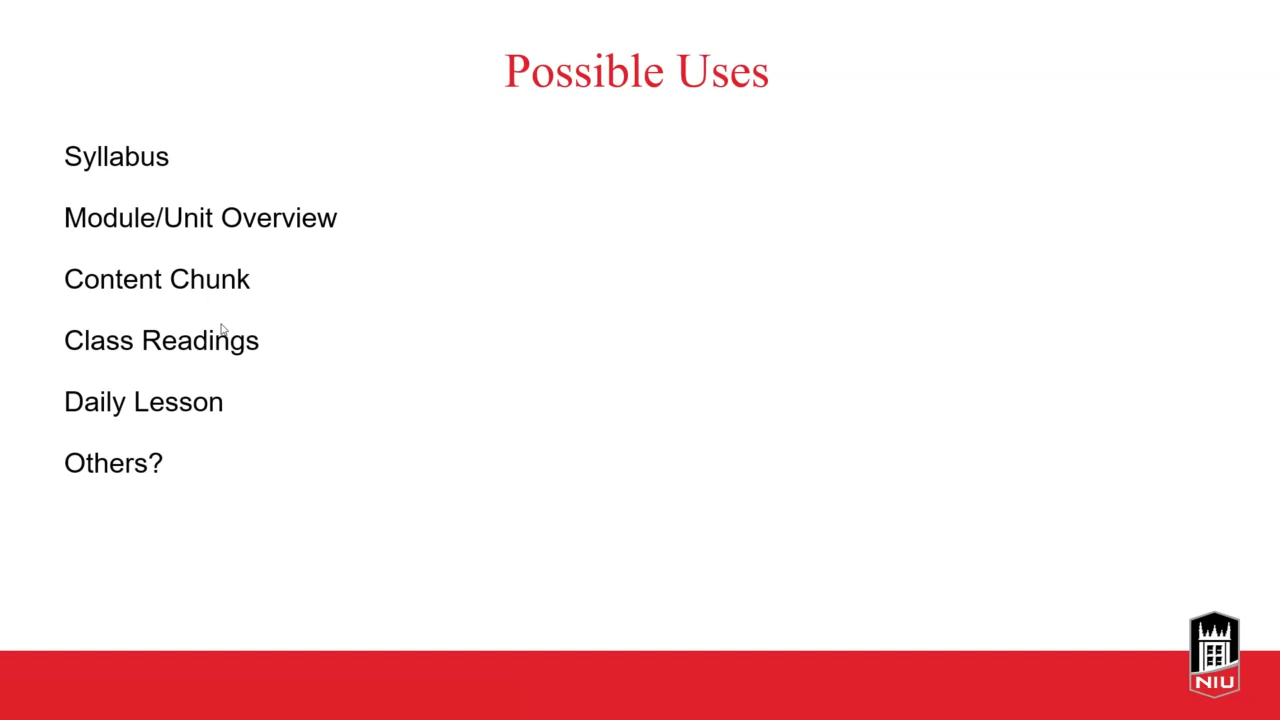 Possible Uses
Syllabus
Module/Unit Overview
Content Chunk
Class Readings
Daily Lesson
Others?
NIU